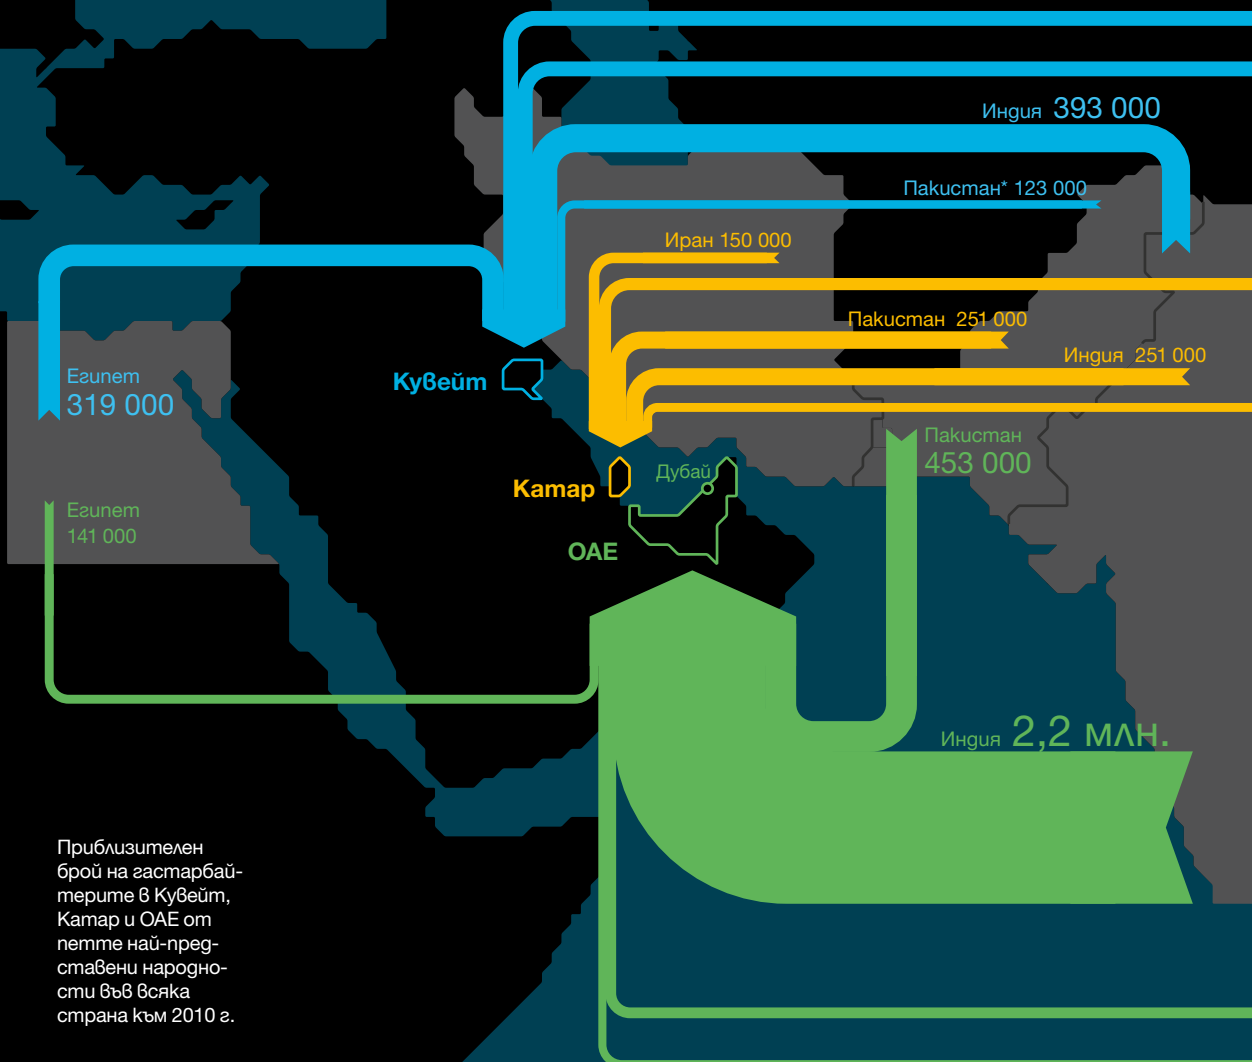 Индия 393 000
Пакистан* 123 000
Иран 150 000
Пакистан 251 000
Индия 251 000
Египет
319 000
Кувейт
Пакистан
453 000
Дубай
Катар
Египет
141 000
ОАЕ
Индия 2,2 млн.
Приблизителен
брой на гастарбай-
терите в Кувейт,
Катар и ОАЕ от
петте най-пред-
ставени народно-
сти във всяка
страна към 2010 г.